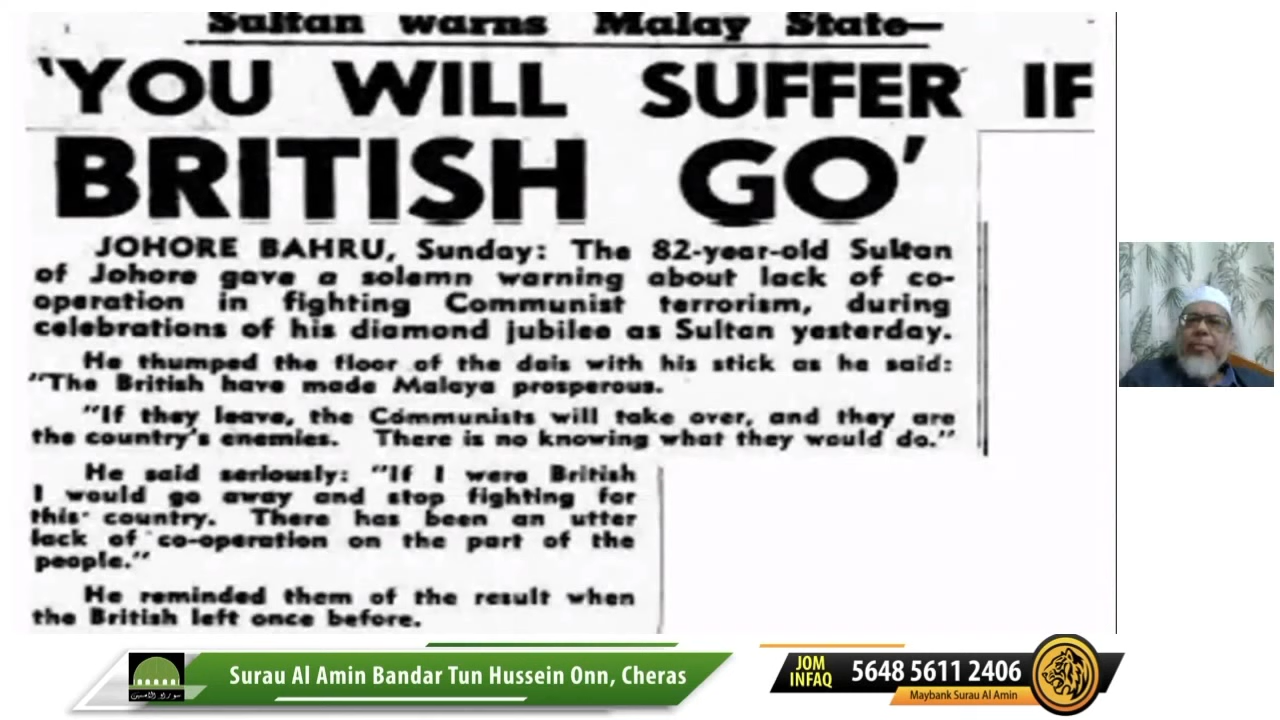 Sultan warns Malay State—
'YOU WILL SUFFER IF
BRITISH GO'
JOHORE BAHRU, Sunday: The 82-year-old Sultan
of Johore gave a solemn warning about lack of co-
operation in fighting Communist terrorism, during
celebrations of his diamond jubilee as Sultan yesterday.
He thumped the floor of the dais with his stick as he said:
"The British have made Malaya prosperous.
"If they leave, the Communists will take over, and they are
the country's enemies. There is no knowing what they would do."
He said seriously: "If I were British
I would go away and stop fighting for
this country. There has been an utter
lack of co-operation on the part of the
people."
He reminded them of the result when
the British left once before.
Surau Al Amin Bandar Tun Hussein Onn, Cheras
JOM
INFAQ
5648 5611 2406
Maybank Surau Al Amin